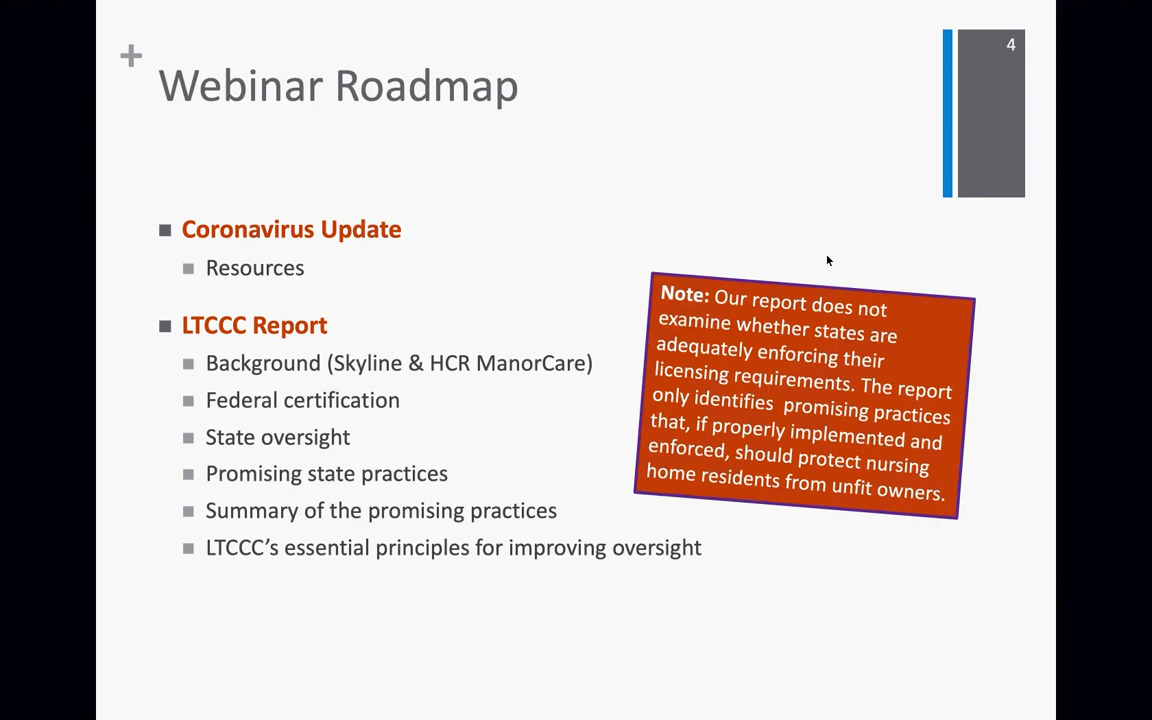 4
+
Webinar Roadmap
Coronavirus Update
Resources
LTCCC Report
Background (Skyline & HCR ManorCare)
Federal certification
State oversight
Promising state practices
Summary of the promising practices
LTCCC’s essential principles for improving oversight
Note: Our report does not
examine whether states are
adequately enforcing their
licensing requirements. The report
only identifies promising practices
that, if properly implemented and
enforced, should protect nursing
home residents from unfit owners.